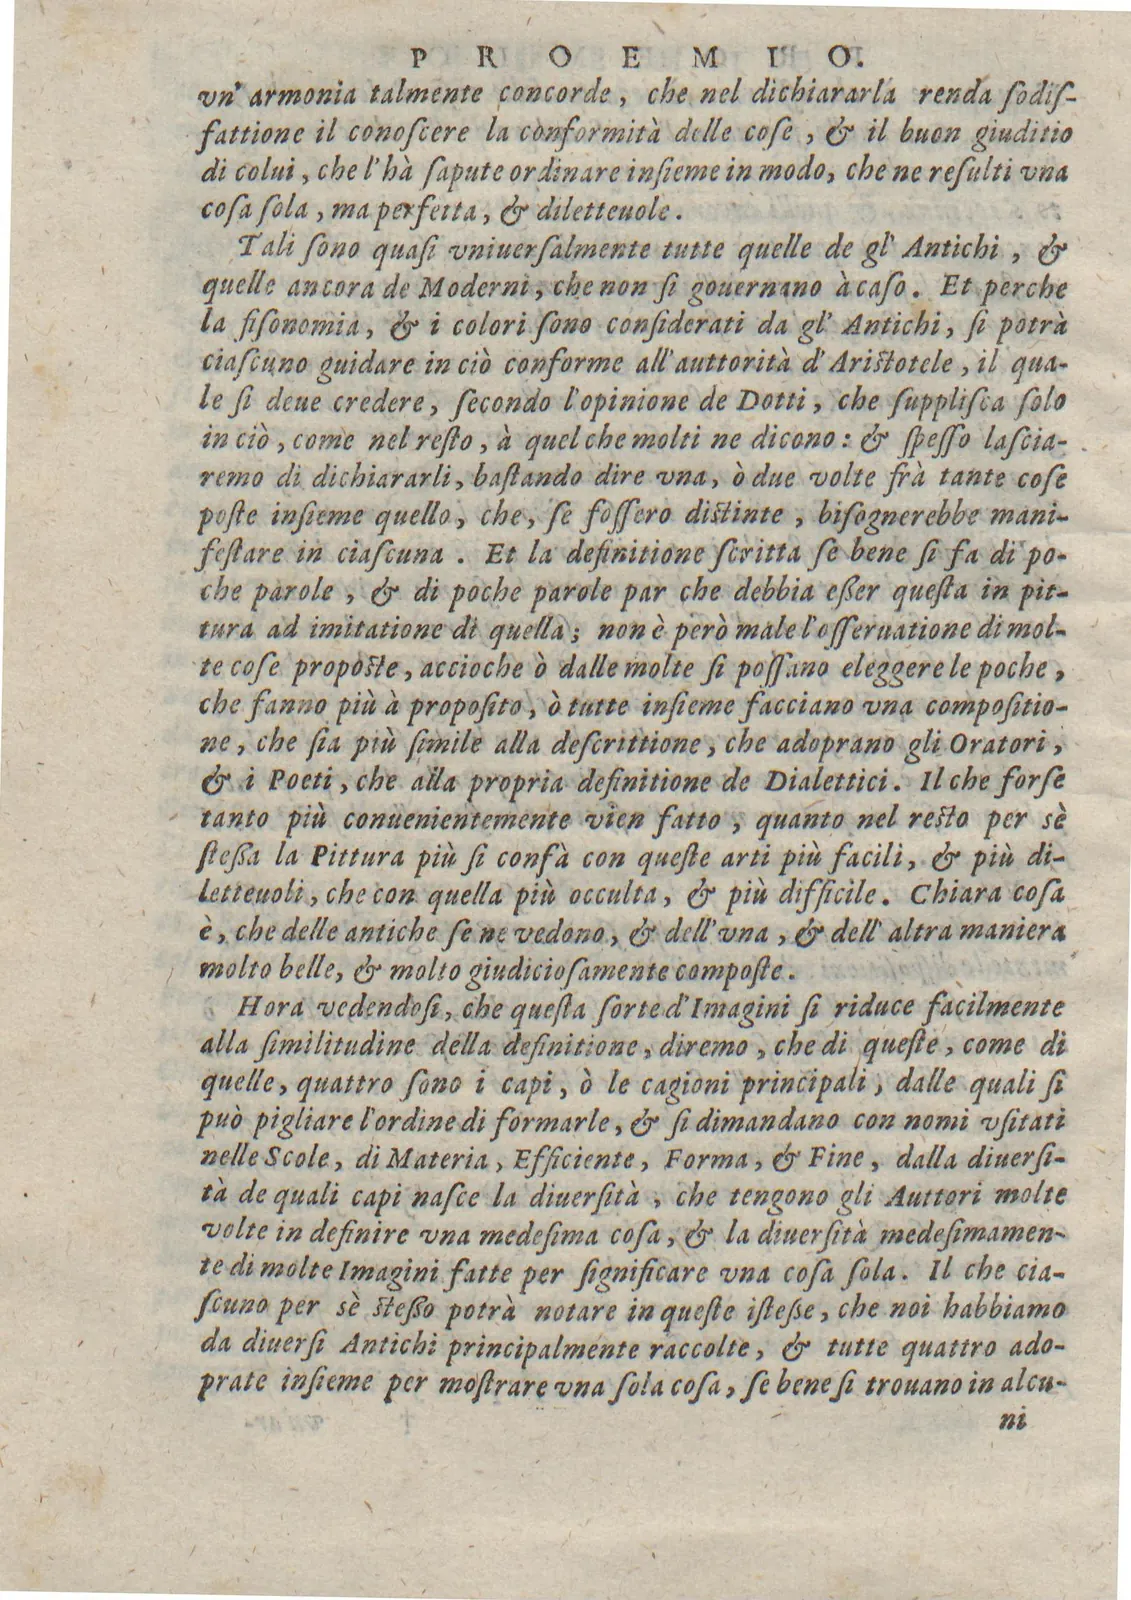 PROEMIO.
vn' armonia talmente concorde, che nel dichiararla renda sodiſ-
fattione il conoſcere la conformità delle coſe, & il buon giuditio
di colui, che l'hà ſapute ordinare inſieme in modo, che ne reſulti vna
coſa ſola, ma perfetta, & diletteuole.
Tali ſono quaſi vniuerſalmente tutte quelle de gl' Antichi, &
quelle ancora de Moderni, che non ſi gouernano à caſo. Et perche
la fiſonomia, & i colori ſono conſiderati da gl' Antichi, ſi potrà
ciaſcuno guidare in ciò conforme all'auttorità d'Ariſtotele, il qua-
le ſi deue credere, ſecondo l'opinione de Dotti, che ſuppliſca ſolo
in ciò, come nel reſto, à quel che molti ne dicono: & ſpeſſo laſcia-
remo di dichiararli, baſtando dire vna, ò due volte frà tante coſe
poſte inſieme quello, che, ſe foſſero diſtinte, biſognerebbe mani-
feſtare in ciaſcuna. Et la definitione ſcritta ſe bene ſi fa di po-
che parole, & di poche parole par che debbia eßer queſta in pit-
tura ad imitatione di quella; non è però male l'oſſeruatione di mol-
te coſe propoſte, accioche ò dalle molte ſi poſſano eleggere le poche,
che fanno più à propoſito, ò tutte inſieme facciano vna compoſitio-
ne, che ſia più ſimile alla deſcrittione, che adoprano gli Oratori,
& i Poeti, che alla propria definitione de Dialettici. Il che forſe
tanto più conuenientemente vien fatto, quanto nel reſto per sè
ſteßa la Pittura più ſi confà con queſte arti più facili, & più di-
letteuoli, che con quella più occulta, & più difficile. Chiara coſa
è, che delle antiche ſe ne vedono, & dell'vna, & dell' altra maniera
molto belle, & molto giudicioſamente compoſte.
Hora vedendoſi, che queſta ſorte d'Imagini ſi riduce facilmente
alla ſimilitudine della definitione, diremo, che di queſte, come di
quelle, quattro ſono i capi, ò le cagioni principali, dalle quali ſi
può pigliare l'ordine di formarle, & ſi dimandano con nomi vſitati
nelle Scole, di Materia, Efficiente, Forma, & Fine, dalla diuerſi-
tà de quali capi naſce la diuerſità, che tengono gli Auttori molte
volte in definire vna medeſima coſa, & la diuerſità medeſimamen-
te di molte Imagini fatte per ſignificare vna coſa ſola. Il che cia-
ſcuno per sè ſteßo potrà notare in queſte iſteße, che noi habbiamo
da diuerſi Antichi principalmente raccolte, & tutte quattro ado-
prate inſieme per moſtrare vna ſola coſa, ſe bene ſi trouano in alcu-
ni